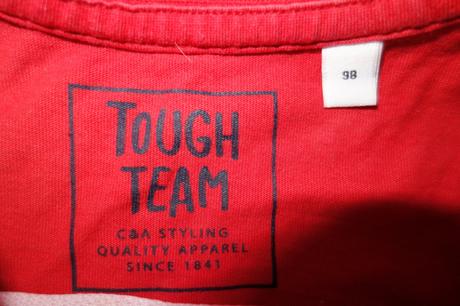 98
TOUGH
TEAM
C&A STYLING
QUALITY APPAREL
SINCE 1841